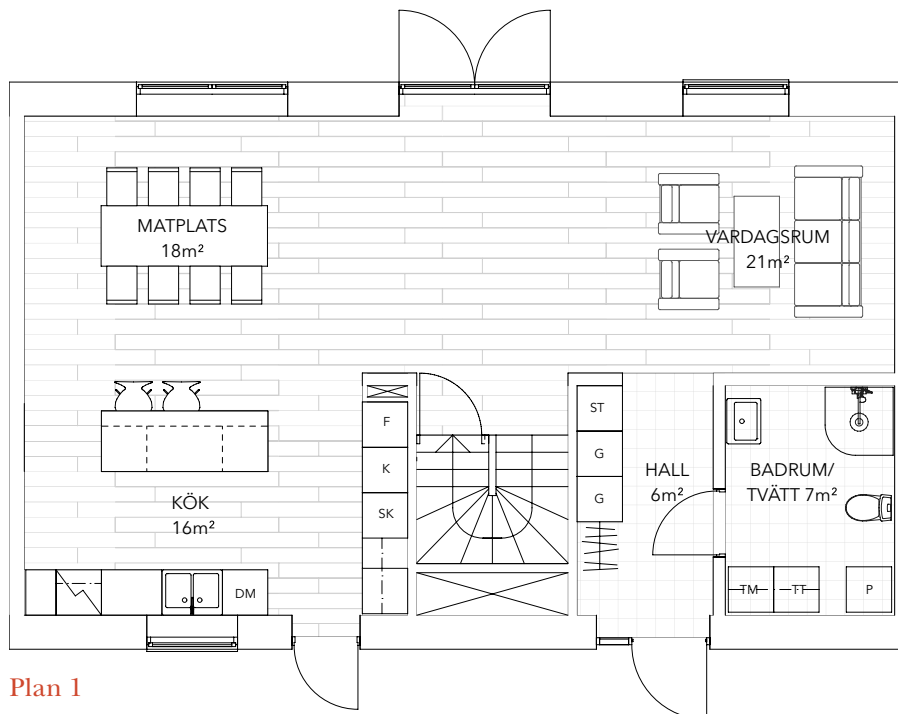 MATPLATS
18m²
VARDAGSRUM
21m²
F
K
SK
ST
G
G
HALL
6m²
BADRUM/
TVÄTT 7m²
KÖK
16m²
DM
TM
TT
P
Plan 1